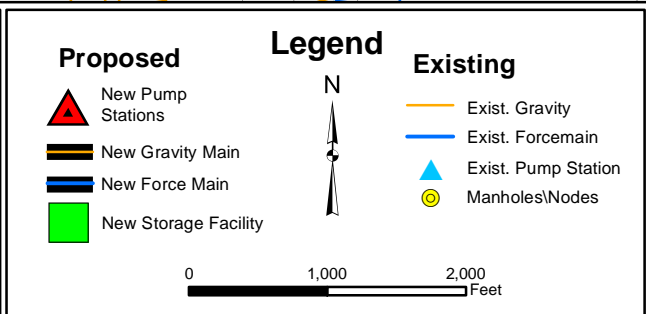 Legend
Proposed
New Pump
Stations
New Gravity Main
New Force Main
New Storage Facility
N
Existing
Exist. Gravity
Exist. Forcemain
Exist. Pump Station
Manholes\Nodes
0 1,000 2,000
Feet